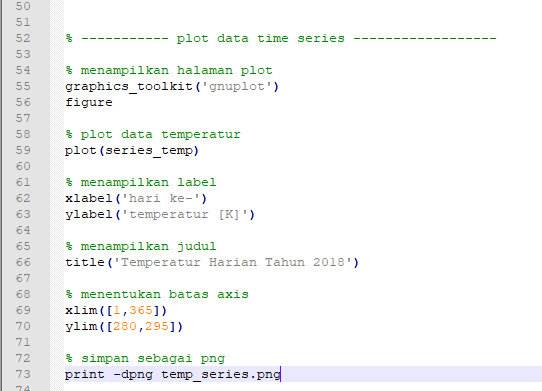 50
51
52 % ----------- plot data time series ------------------
53
54 % menampilkan halaman plot
55 graphics_toolkit('gnuplot')
56 figure
57
58 % plot data temperatur
59 plot(series_temp)
60
61 % menampilkan label
62 xlabel('hari ke-')
63 ylabel('temperatur [K]')
64
65 % menampilkan judul
66 title('Temperatur Harian Tahun 2018')
67
68 % menentukan batas axis
69 xlim([1,365])
70 ylim([280,295])
71
72 % simpan sebagai png
73 print -dpng temp_series.png
74